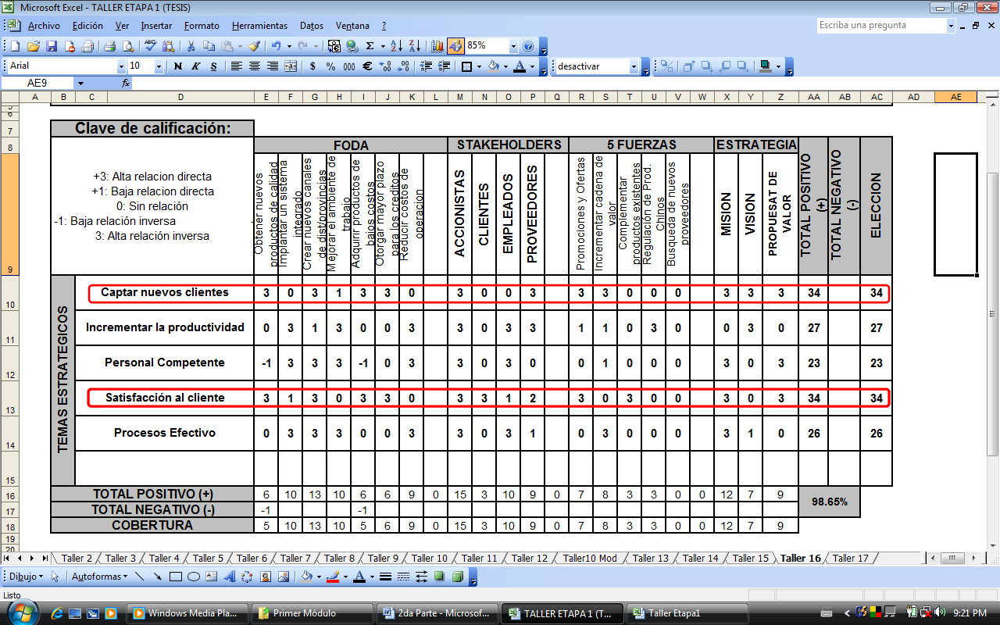 Microsoft Excel - TALLER ETAPA 1 (TESIS)
Archivo Edición Ver Insertar Formato Herramientas Datos Ventana ? Escriba una pregunta
85%
Arial 10 N K S $ % 000 € desactivar
AE9 fx
A B C D E F G H I J K L M N O P Q R S T U V W X Y Z AA AB AC AD AE
5
6
7 Clave de calificación:
8 FODA STAKEHOLDERS 5 FUERZAS ESTRATEGIA
+3: Alta relacion directa
+1: Baja relacion directa
0: Sin relación
-1: Baja relación inversa
3: Alta relación inversa
Obtener nuevos productos de calidad
Implantar un sistema integrado
Crear nuevos canales de dist/provincias
Mejorar el ambiente de trabajo
Adquirir productos de bajos costos
Otorgar mayor plazo para los creditos
Reducir costos de operacion
ACCIONISTAS
CLIENTES
EMPLEADOS
PROVEEDORES
Promociones y Ofertas
Incrementar cadena de valor
Complementar productos existentes
Regulación de Prod. Chinos
Busqueda de nuevos proveedores
MISION
VISION
PROPUESAT DE VALOR
TOTAL POSITIVO (+)
TOTAL NEGATIVO (-)
ELECCION
9
TEMAS ESTRATEGICOS
10 Captar nuevos clientes 3 0 3 1 3 3 0 3 0 0 3 3 3 0 0 0 3 3 3 34 34
11 Incrementar la productividad 0 3 1 3 0 0 3 3 0 3 3 1 1 0 3 0 0 3 0 27 27
12 Personal Competente -1 3 3 3 -1 0 3 3 0 3 0 0 1 0 0 0 3 0 3 23 23
13 Satisfacción al cliente 3 1 3 0 3 3 0 3 3 1 2 3 0 3 0 0 3 0 3 34 34
14 Procesos Efectivo 0 3 3 3 0 0 3 3 0 3 1 0 3 0 0 0 3 1 0 26 26
15
16 TOTAL POSITIVO (+) 6 10 13 10 6 6 9 0 15 3 10 9 0 7 8 3 3 0 0 12 7 9 98.65%
17 TOTAL NEGATIVO (-) -1 -1
18 COBERTURA 5 10 13 10 5 6 9 0 15 3 10 9 0 7 8 3 3 0 0 12 7 9
19
20
Taller 2 Taller 3 Taller 4 Taller 5 Taller 6 Taller 7 Taller 8 Taller 9 Taller 10 Taller 11 Taller 12 Taller10 Mod Taller 13 Taller 14 Taller 15 Taller 16 Taller 17
Dibujo Autoformas
Listo
Windows Media Pla... Primer Módulo 2da Parte - Microsof... TALLER ETAPA 1 (T... Taller Etapa1 9:21 PM